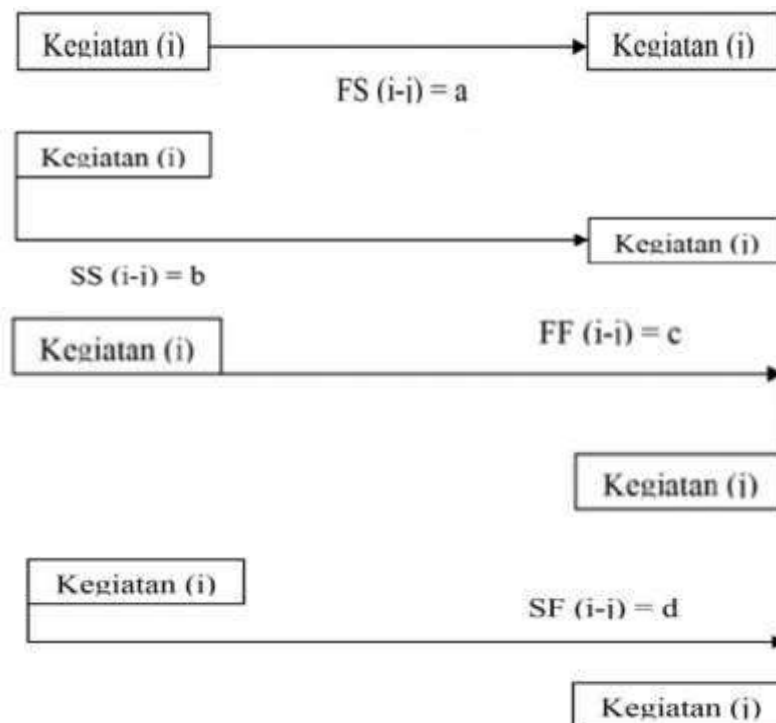 Kegiatan (i) Kegiatan (j)
FS (i-j) = a
Kegiatan (i)
Kegiatan (j)
SS (i-j) = b
Kegiatan (i)
FF (i-j) = c
Kegiatan (j)
Kegiatan (i)
SF (i-j) = d
Kegiatan (j)